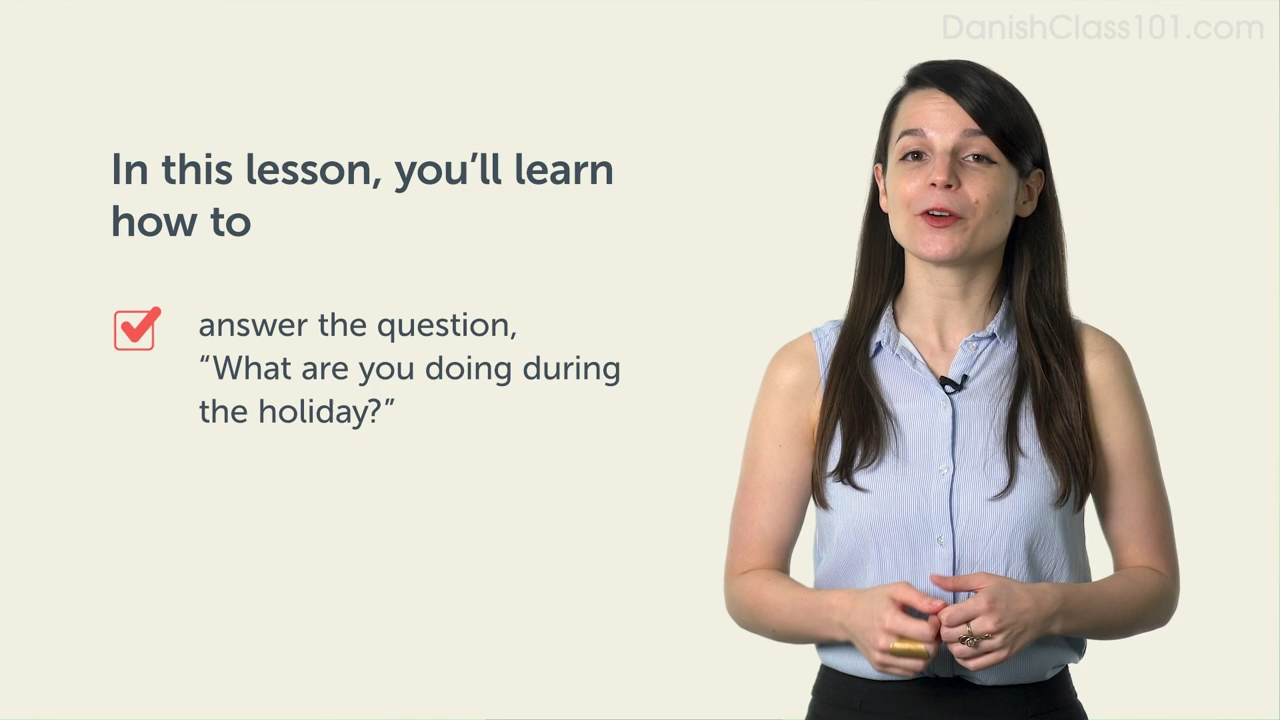 DanishClass101.com
In this lesson, you’ll learn
how to
answer the question,
“What are you doing during
the holiday?”